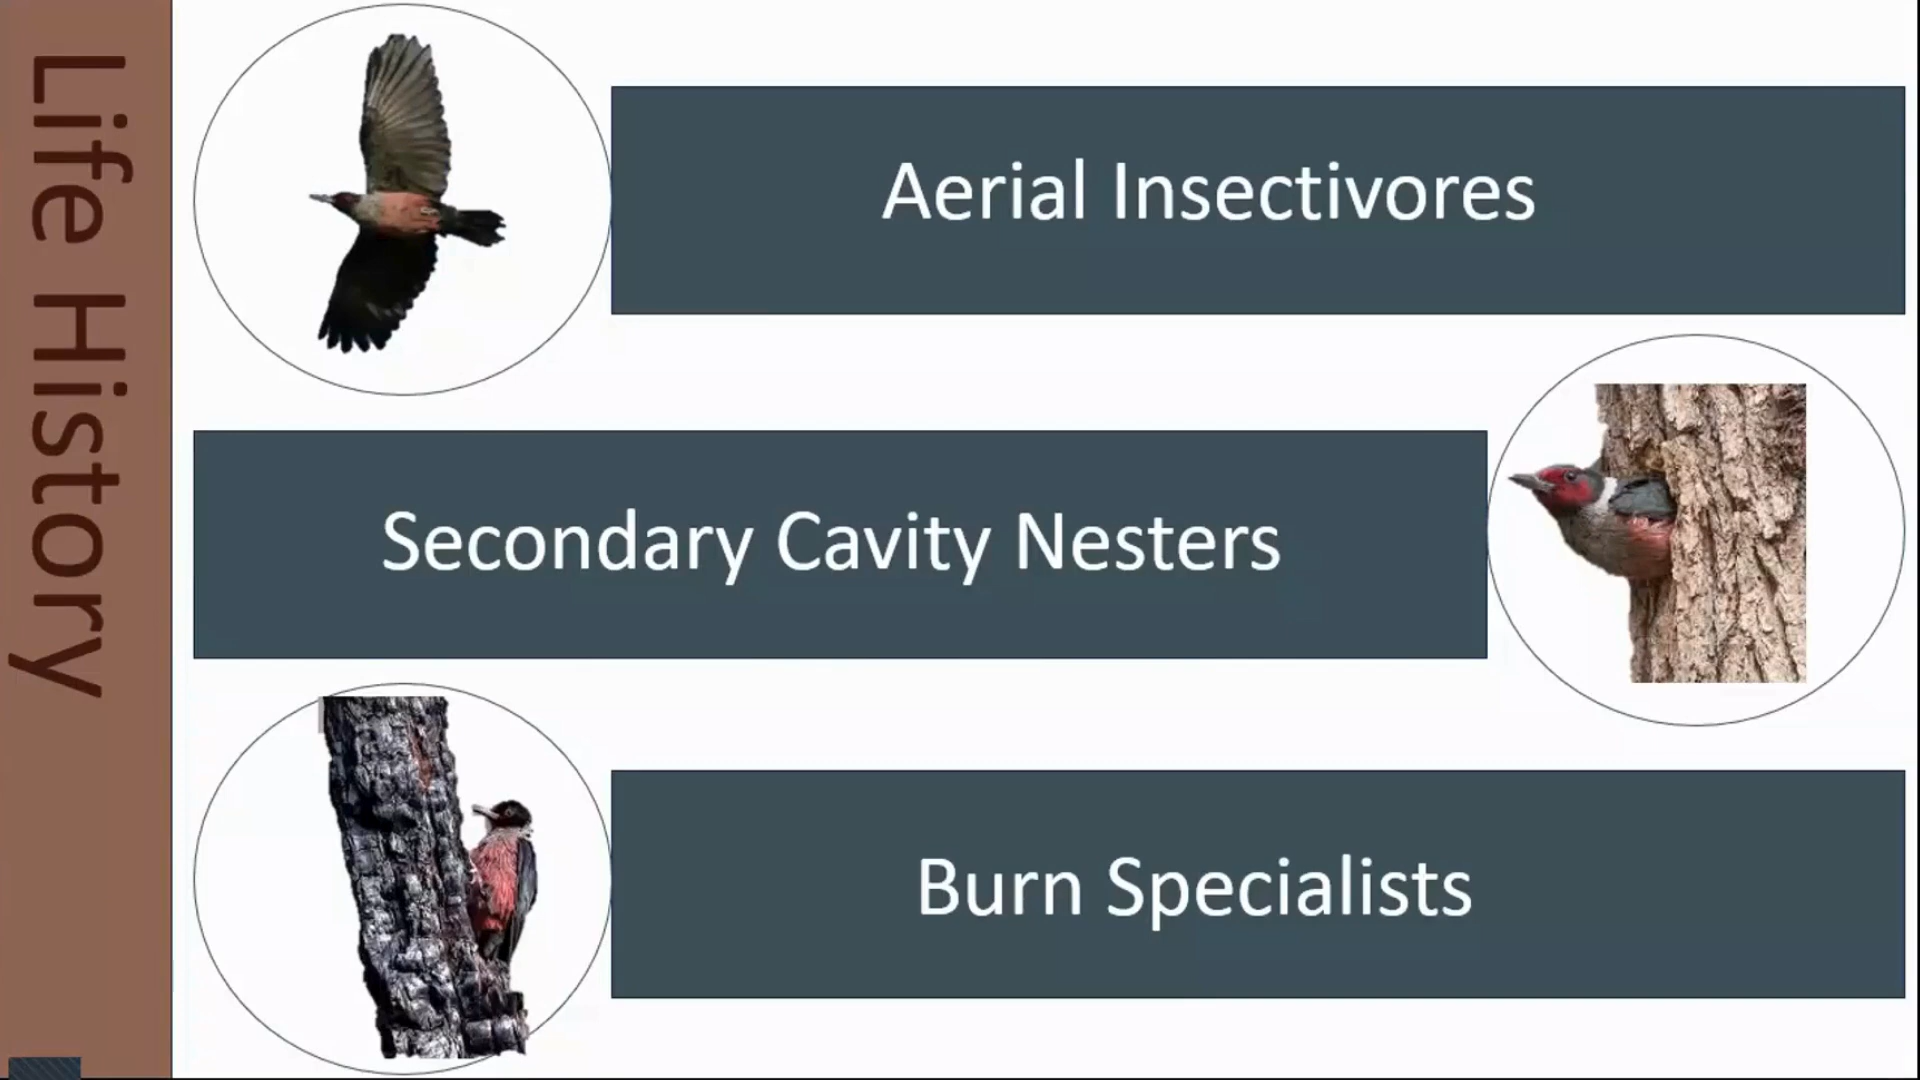 Life History
Aerial Insectivores
Secondary Cavity Nesters
Burn Specialists